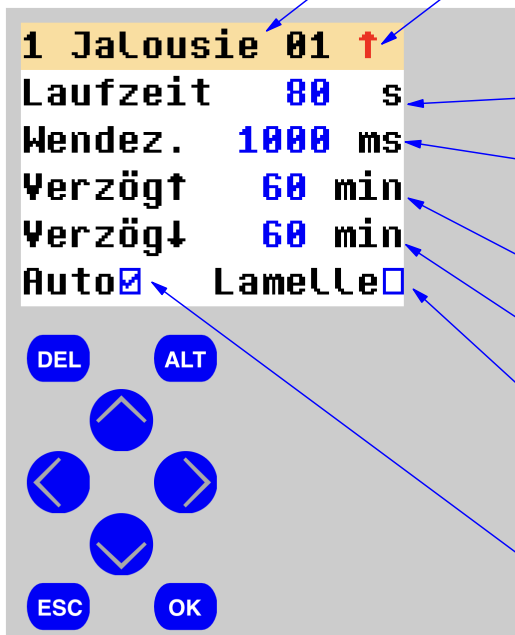 1 Jalousie 01 ↑
Laufzeit 80 s
Wendez. 1000 ms
Verzög↑ 60 min
Verzög↓ 60 min
Auto☑ Lamelle☐
DEL ALT
ESC OK